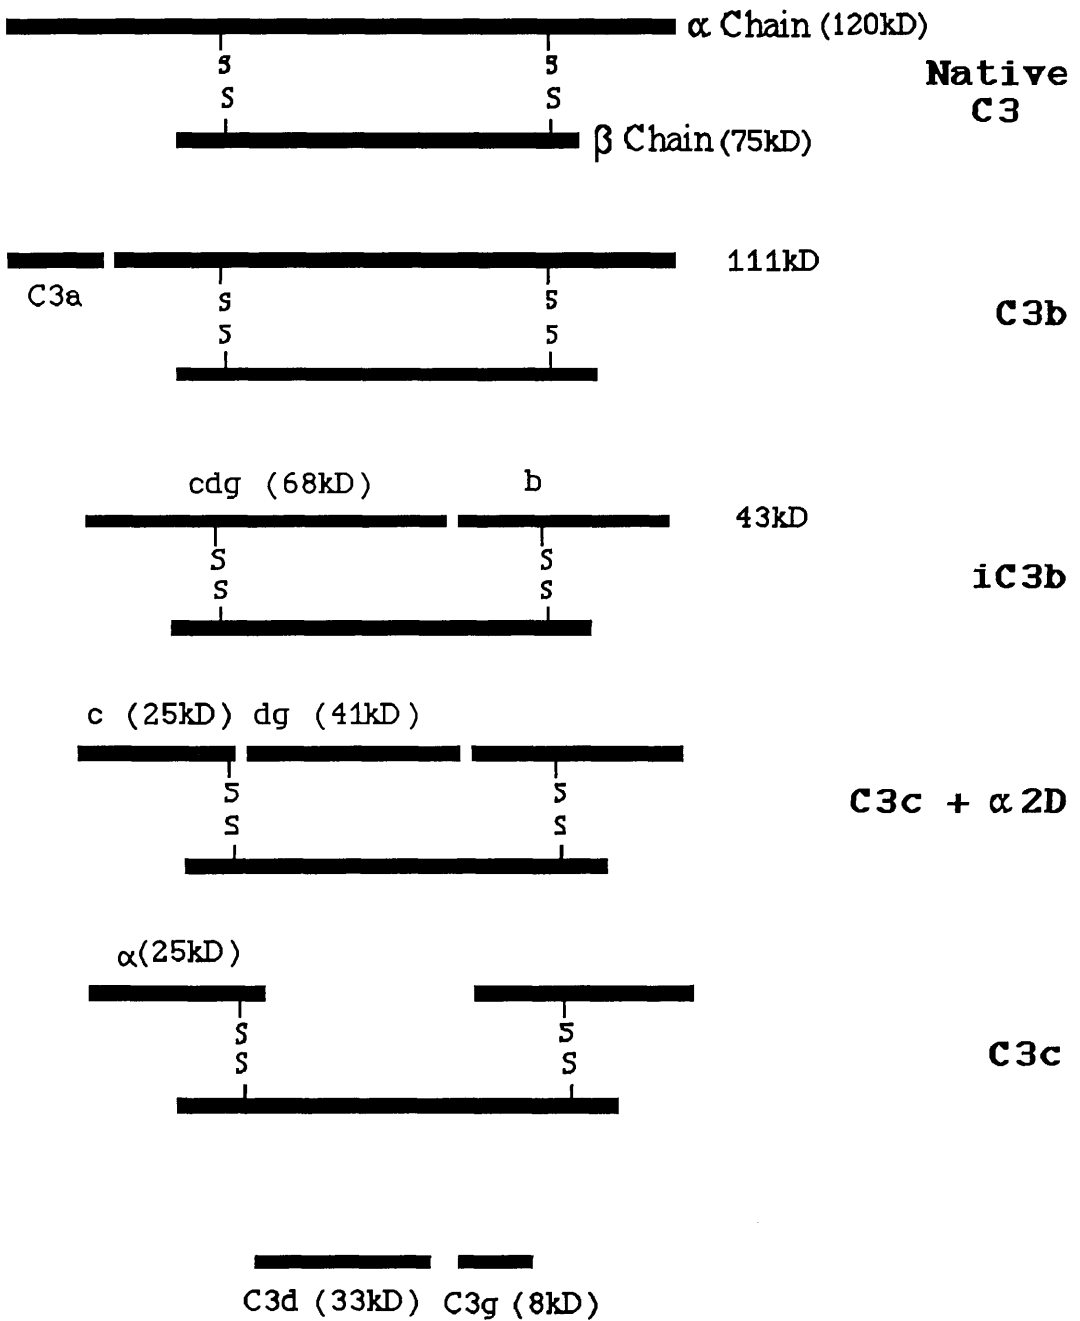 α Chain (120kD)
S S
S S
Native
C3
β Chain (75kD)
111kD
C3a
S S
S S
C3b
cdg (68kD) b
43kD
S S
S S
iC3b
c (25kD) dg (41kD)
S S
S S
C3c + α2D
α(25kD)
S S
S S
C3c
C3d (33kD) C3g (8kD)